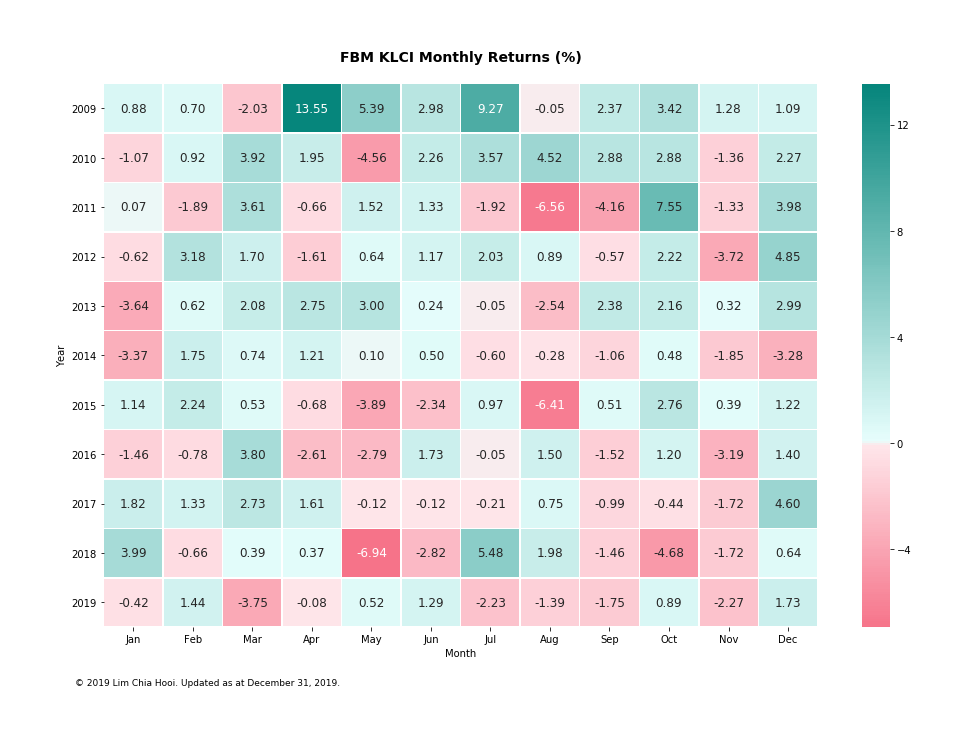 FBM KLCI Monthly Returns (%)
2009 0.88 0.70 -2.03 13.55 5.39 2.98 9.27 -0.05 2.37 3.42 1.28 1.09
2010 -1.07 0.92 3.92 1.95 -4.56 2.26 3.57 4.52 2.88 2.88 -1.36 2.27
2011 0.07 -1.89 3.61 -0.66 1.52 1.33 -1.92 -6.56 -4.16 7.55 -1.33 3.98
2012 -0.62 3.18 1.70 -1.61 0.64 1.17 2.03 0.89 -0.57 2.22 -3.72 4.85
2013 -3.64 0.62 2.08 2.75 3.00 0.24 -0.05 -2.54 2.38 2.16 0.32 2.99
2014 -3.37 1.75 0.74 1.21 0.10 0.50 -0.60 -0.28 -1.06 0.48 -1.85 -3.28
2015 1.14 2.24 0.53 -0.68 -3.89 -2.34 0.97 -6.41 0.51 2.76 0.39 1.22
2016 -1.46 -0.78 3.80 -2.61 -2.79 1.73 -0.05 1.50 -1.52 1.20 -3.19 1.40
2017 1.82 1.33 2.73 1.61 -0.12 -0.12 -0.21 0.75 -0.99 -0.44 -1.72 4.60
2018 3.99 -0.66 0.39 0.37 -6.94 -2.82 5.48 1.98 -1.46 -4.68 -1.72 0.64
2019 -0.42 1.44 -3.75 -0.08 0.52 1.29 -2.23 -1.39 -1.75 0.89 -2.27 1.73
Jan Feb Mar Apr May Jun Jul Aug Sep Oct Nov Dec
Month
Year
12
8
4
0
−4
© 2019 Lim Chia Hooi. Updated as at December 31, 2019.